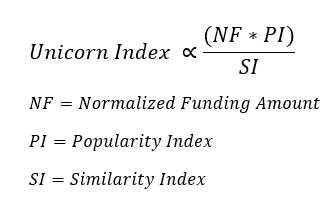 Unicorn Index ∝ (NF * PI) / SI
NF = Normalized Funding Amount
PI = Popularity Index
SI = Similarity Index